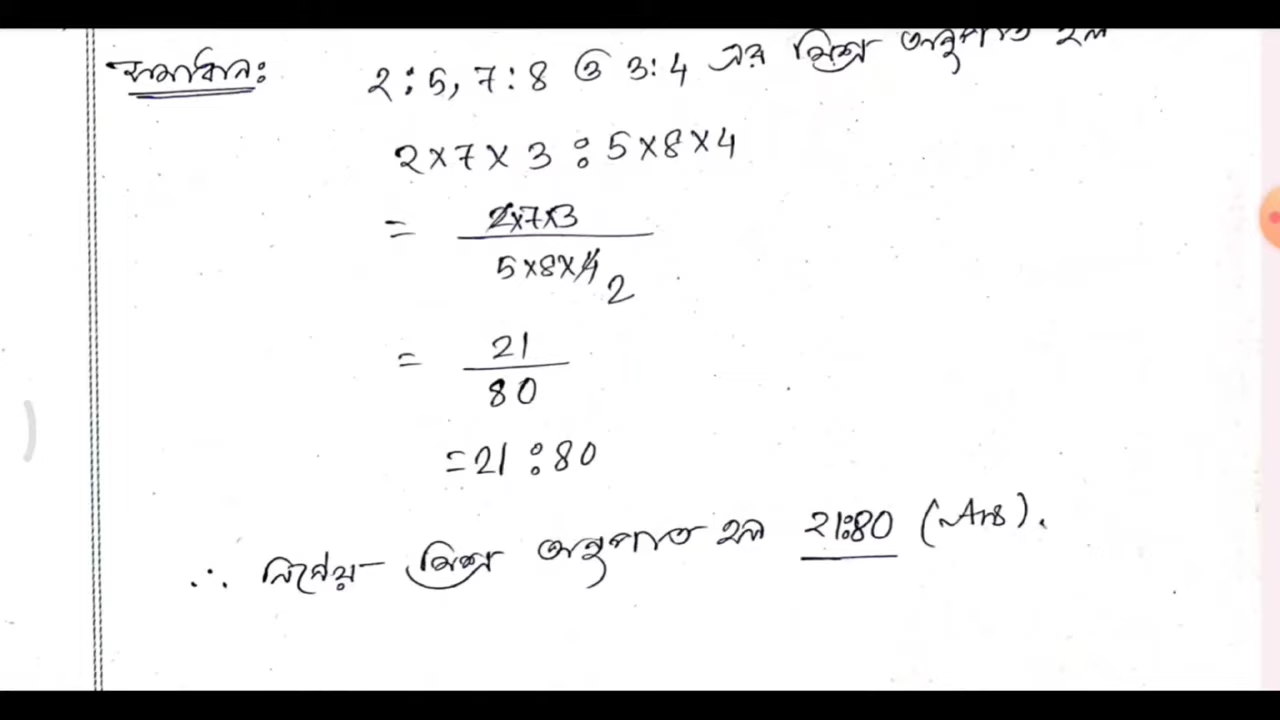 সমাধানঃ 2:5, 7:8 ও 3:4 এর মিশ্র অনুপাত হল
2×7×3 : 5×8×4
= 2×7×3
5×8×4 2
= 21
80
=21:80
∴ নির্ণেয় মিশ্র অনুপাত হল 21:80 (Ans).